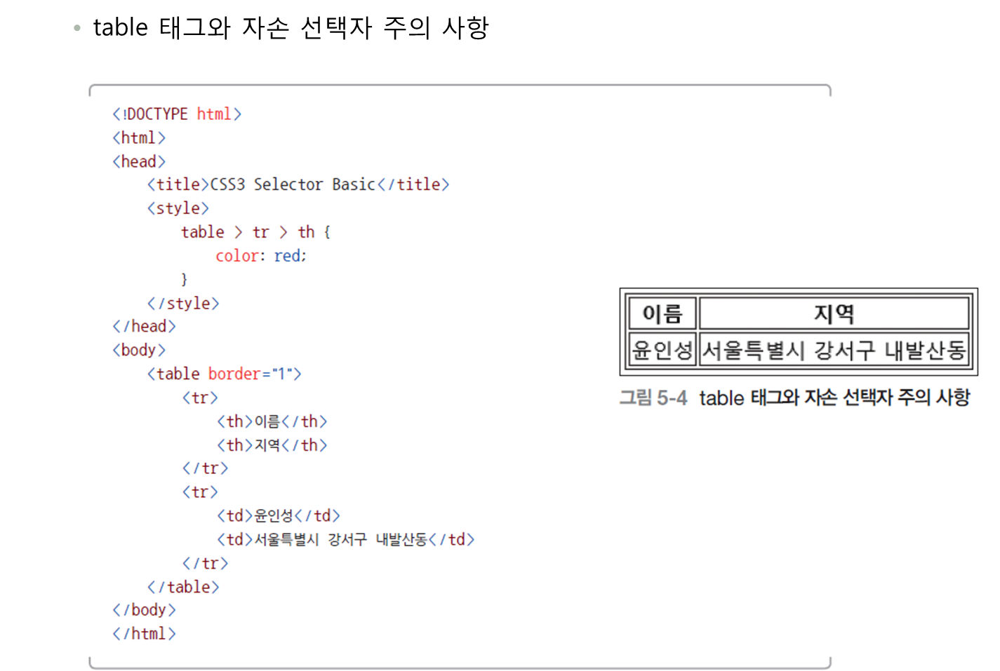 • table 태그와 자손 선택자 주의 사항
<!DOCTYPE html>
<html>
<head>
<title>CSS3 Selector Basic</title>
<style>
table > tr > th {
color: red;
}
</style>
</head>
<body>
<table border="1">
<tr>
<th>이름</th>
<th>지역</th>
</tr>
<tr>
<td>윤인성</td>
<td>서울특별시 강서구 내발산동</td>
</tr>
</table>
</body>
</html>
이름 지역
윤인성 서울특별시 강서구 내발산동
그림 5-4 table 태그와 자손 선택자 주의 사항